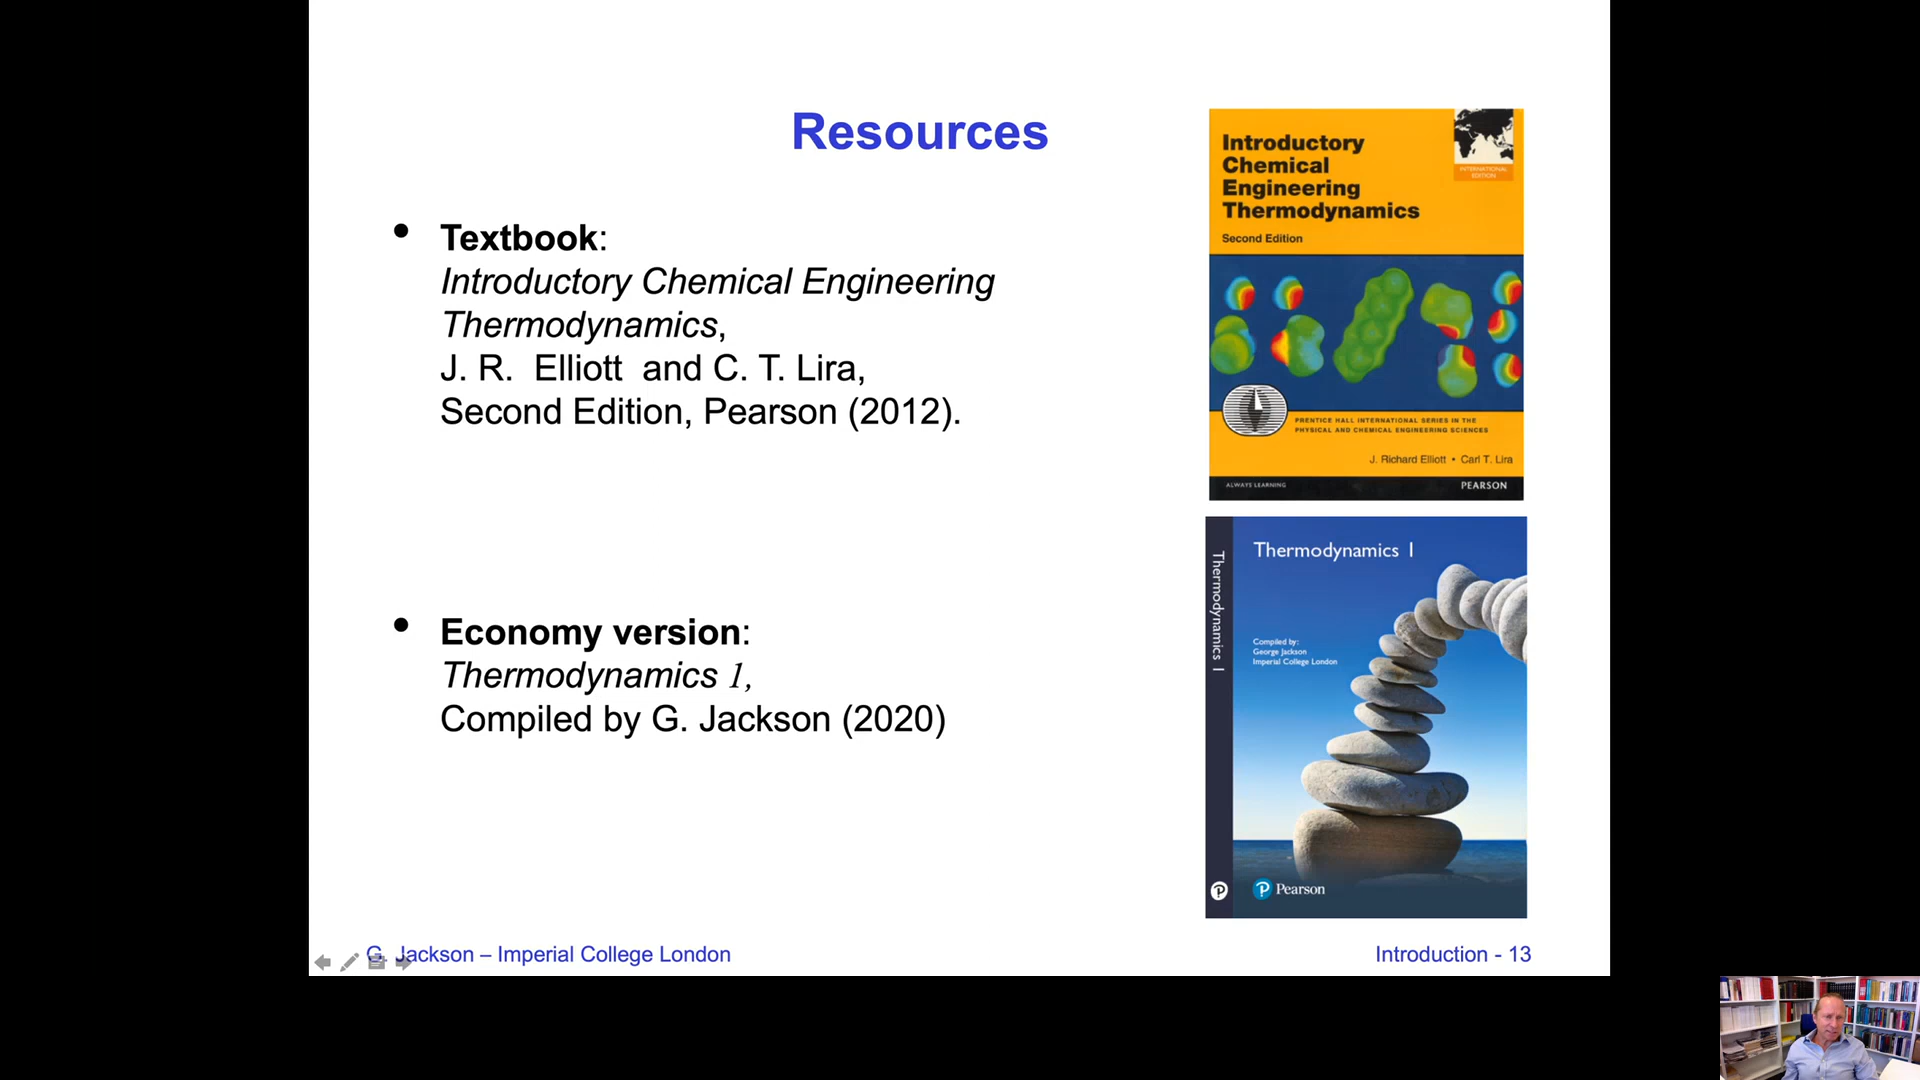 Resources
• Textbook:
Introductory Chemical Engineering
Thermodynamics,
J. R. Elliott and C. T. Lira,
Second Edition, Pearson (2012).
• Economy version:
Thermodynamics 1,
Compiled by G. Jackson (2020)
Introductory
Chemical
Engineering
Thermodynamics
INTERNATIONAL
EDITION
Second Edition
PRENTICE HALL INTERNATIONAL SERIES IN THE
PHYSICAL AND CHEMICAL ENGINEERING SCIENCES
J. Richard Elliott • Carl T. Lira
ALWAYS LEARNING
PEARSON
Thermodynamics I
Thermodynamics I
Compiled by:
George Jackson
Imperial College London
Pearson
G. Jackson – Imperial College London
Introduction - 13